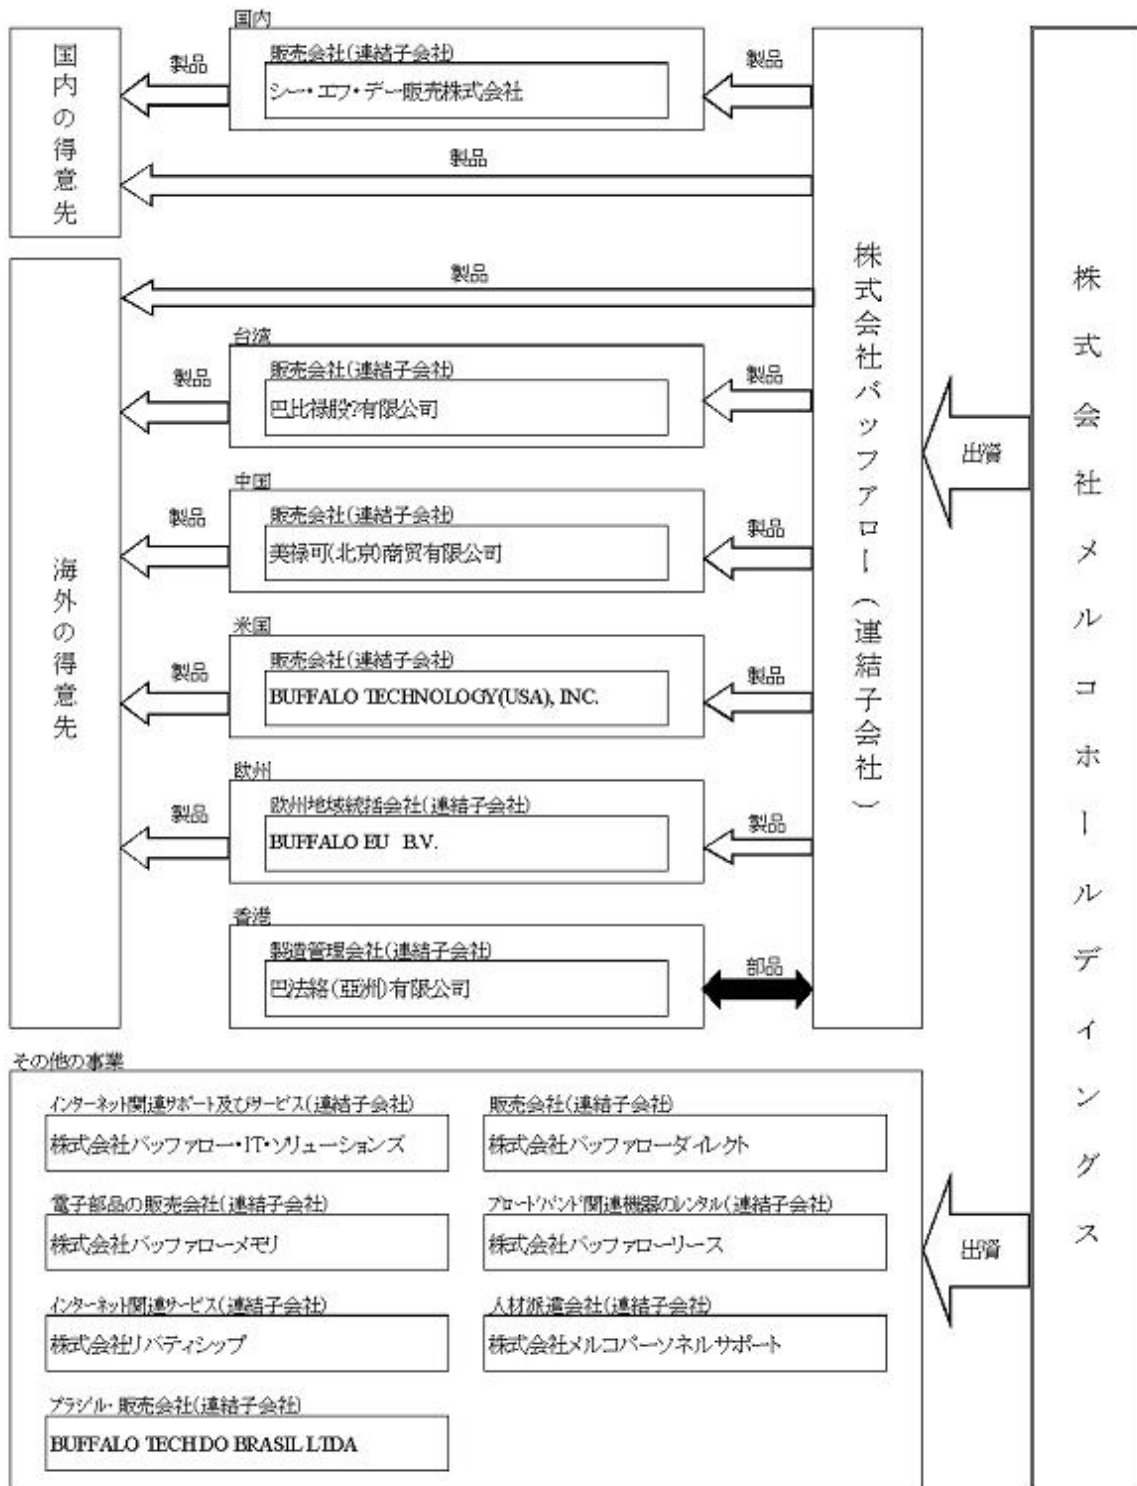 国内の得意先
製品
国内
販売会社(連結子会社)
シー・エフ・デー販売株式会社
製品
製品
海外の得意先
製品
台湾
販売会社(連結子会社)
製品
巴比禄股?有限公司
製品
中国
販売会社(連結子会社)
製品
美禄可(北京)商贸有限公司
製品
米国
販売会社(連結子会社)
製品
BUFFALO TECHNOLOGY(USA), INC.
製品
欧州
欧州地域統括会社(連結子会社)
製品
BUFFALO EU B.V.
製品
香港
製造管理会社(連結子会社)
巴法絡(亞洲)有限公司
部品
株式会社バッファロー(連結子会社)
出資
株式会社メルコホールディングス
その他の事業
インターネット関連サポート及びサービス(連結子会社)
株式会社バッファロー・IT・ソリューションズ
販売会社(連結子会社)
株式会社バッファローダイレクト
電子部品の販売会社(連結子会社)
株式会社バッファローメモリ
ブロードバンド関連機器のレンタル(連結子会社)
株式会社バッファローリース
インターネット関連サービス(連結子会社)
株式会社リバティシップ
人材派遣会社(連結子会社)
株式会社メルコパーソネルサポート
ブラジル・販売会社(連結子会社)
BUFFALO TECH DO BRASIL LTDA
出資